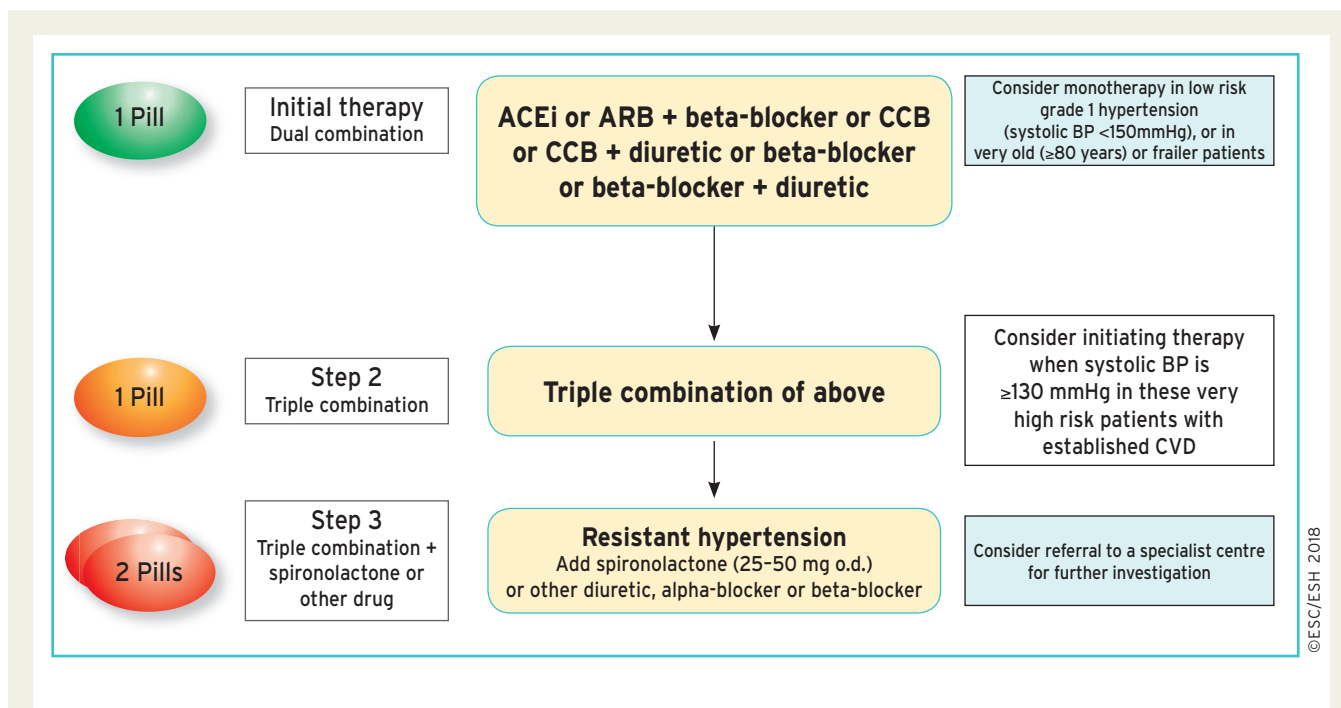 1 Pill
Initial therapy
Dual combination
ACEi or ARB + beta-blocker or CCB
or CCB + diuretic or beta-blocker
or beta-blocker + diuretic
Consider monotherapy in low risk
grade 1 hypertension
(systolic BP <150mmHg), or in
very old (≥80 years) or frailer patients
1 Pill
Step 2
Triple combination
Triple combination of above
Consider initiating therapy
when systolic BP is
≥130 mmHg in these very
high risk patients with
established CVD
2 Pills
Step 3
Triple combination +
spironolactone or
other drug
Resistant hypertension
Add spironolactone (25–50 mg o.d.)
or other diuretic, alpha-blocker or beta-blocker
Consider referral to a specialist centre
for further investigation
©ESC/ESH 2018